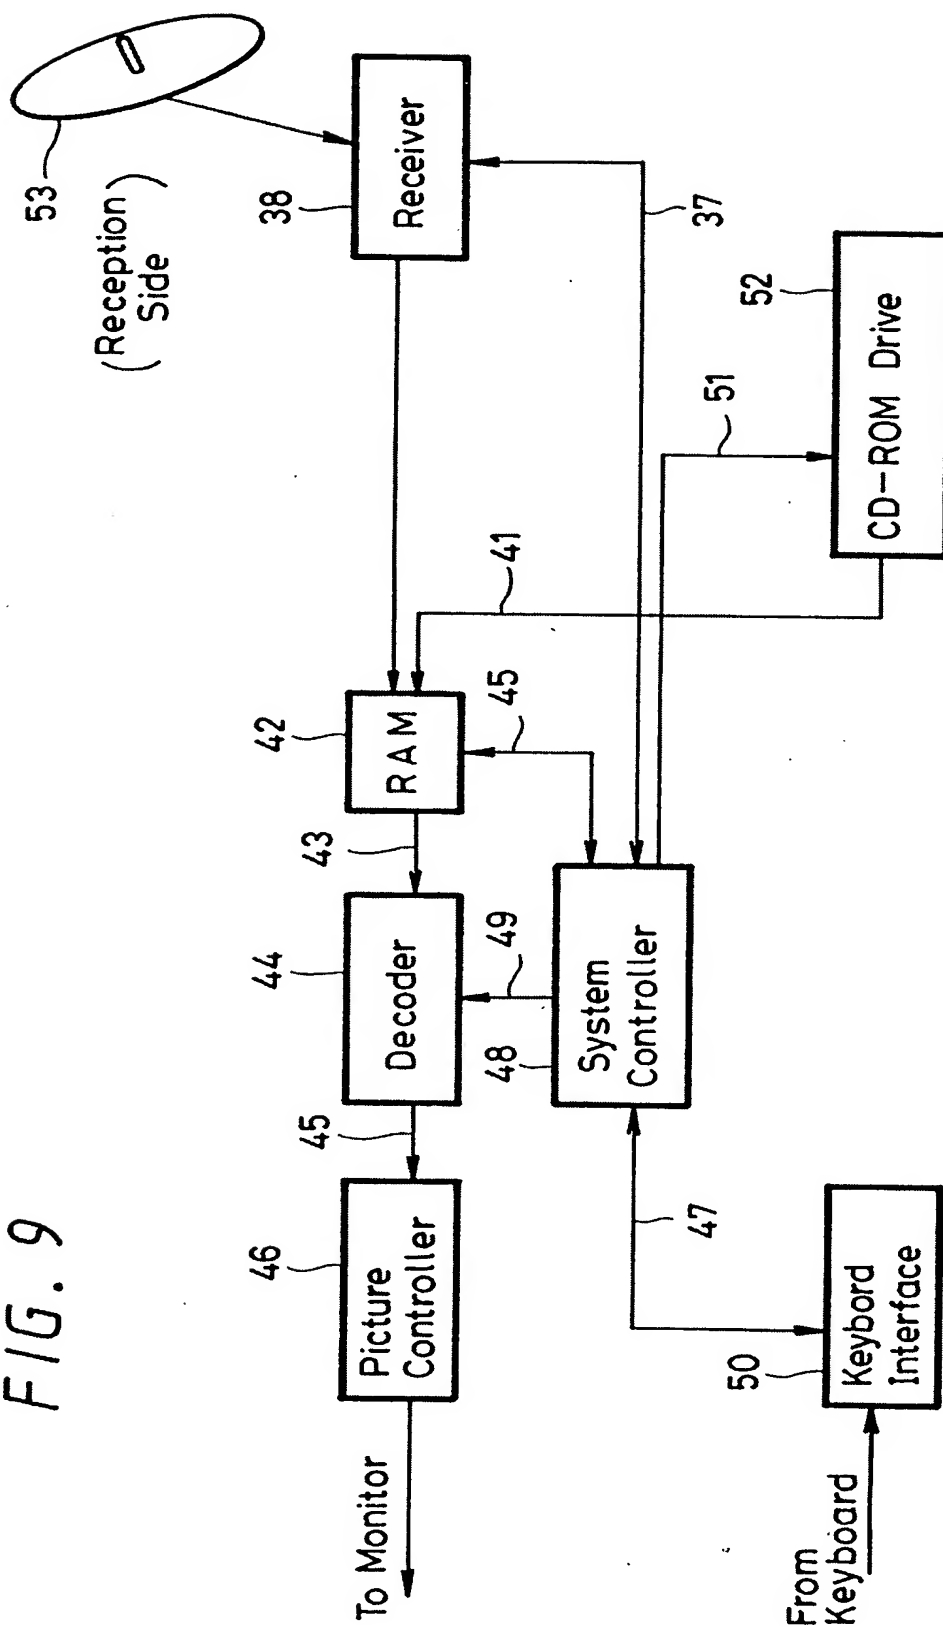 FIG. 9
To Monitor
46
Picture
Controller
45
44
Decoder
43
42
RAM
38
Receiver
53
(Reception
Side)
49
45
41
48
System
Controller
37
47
51
50
Keybord
Interface
52
CD-ROM Drive
From
Keyboard